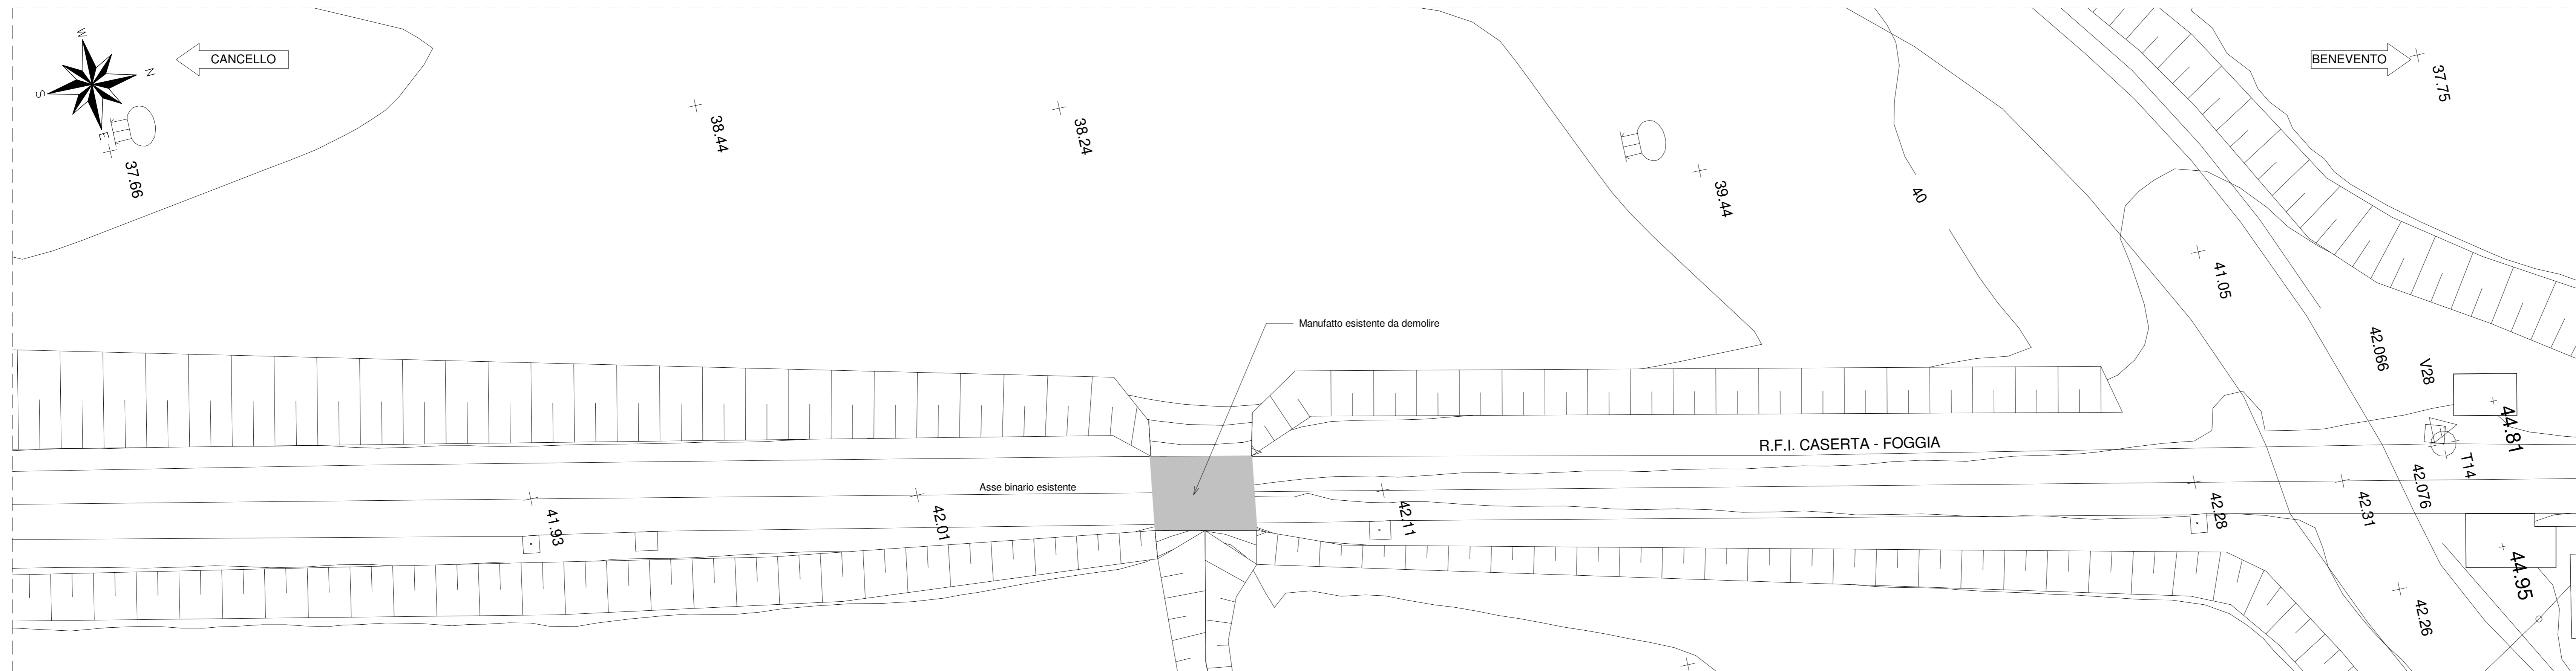 W
N
S
E
CANCELLO
BENEVENTO
37.66
38.44
38.24
39.44
40
37.75
41.05
42.066
V28
44.81
Manufatto esistente da demolire
R.F.I. CASERTA - FOGGIA
T14
42.076
Asse binario esistente
41.93
42.01
42.11
42.28
42.31
44.95
42.26